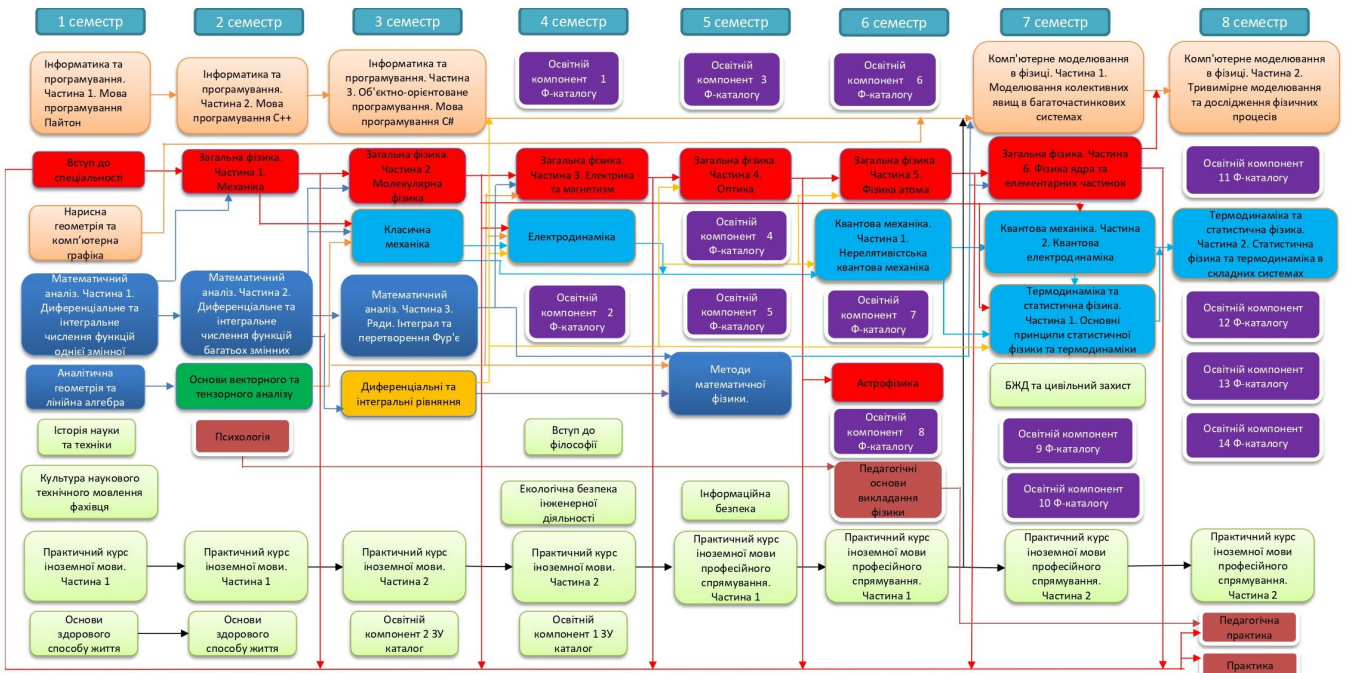 1 семестр
2 семестр
3 семестр
4 семестр
5 семестр
6 семестр
7 семестр
8 семестр
Інформатика та
програмування.
Частина 1. Мова
програмування
Пайтон
Інформатика та
програмування.
Частина 2. Мова
програмування С++
Інформатика та
програмування. Частина
3. Об'єктно-орієнтоване
програмування. Мова
програмування С#
Освітній
компонент 1
Ф-каталогу
Освітній
компонент 3
Ф-каталогу
Освітній
компонент 6
Ф-каталогу
Комп'ютерне моделювання
в фізиці. Частина 1.
Моделювання колективних
явищ в багаточастинкових
системах
Комп'ютерне моделювання
в фізиці. Частина 2.
Тривимірне моделювання
та дослідження фізичних
процесів
Вступ до
спеціальності
Загальна фізика.
Частина 1.
Механіка
Загальна фізика.
Частина 2.
Молекулярна
фізика
Загальна фізика.
Частина 3. Електрика
та магнетизм
Загальна фізика.
Частина 4.
Оптика
Загальна фізика.
Частина 5.
Фізика атома
Загальна фізика. Частина
6. Фізика ядра та
елементарних частинок
Освітній компонент
11 Ф-каталогу
Нарисна
геометрія та
комп'ютерна
графіка
Класична
механіка
Електродинаміка
Освітній
компонент 4
Ф-каталогу
Квантова механіка.
Частина 1.
Нерелятивістська
квантова механіка
Квантова механіка. Частина
2. Квантова
електродинаміка
Термодинаміка та
статистична фізика.
Частина 2. Статистична
фізика та термодинаміка в
складних системах
Математичний
аналіз. Частина 1.
Диференціальне та
інтегральне
числення функцій
однієї змінної
Математичний
аналіз. Частина 2.
Диференціальне та
інтегральне
числення функцій
багатьох змінних
Математичний
аналіз. Частина 3.
Ряди. Інтеграл та
перетворення Фур'є
Освітній
компонент 2
Ф-каталогу
Освітній
компонент 5
Ф-каталогу
Освітній
компонент 7
Ф-каталогу
Термодинаміка та
статистична фізика.
Частина 1. Основні
принципи статистичної
фізики та термодинаміки
Освітній компонент
12 Ф-каталогу
Аналітична
геометрія та
лінійна алгебра
Основи векторного та
тензорного аналізу
Диференціальні та
інтегральні рівняння
Методи
математичної
фізики.
Астрофізика
БЖД та цивільний захист
Освітній компонент
13 Ф-каталогу
Історія науки
та техніки
Психологія
Вступ до
філософії
Освітній
компонент 8
Ф-каталогу
Освітній компонент
9 Ф-каталогу
Освітній компонент
14 Ф-каталогу
Культура наукового
технічного мовлення
фахівця
Екологічна безпека
інженерної
діяльності
Інформаційна
безпека
Педагогічні
основи
викладання
фізики
Освітній компонент
10 Ф-каталогу
Практичний курс
іноземної мови.
Частина 1
Практичний курс
іноземної мови.
Частина 1
Практичний курс
іноземної мови.
Частина 2
Практичний курс
іноземної мови.
Частина 2
Практичний курс
іноземної мови
професійного
спрямування.
Частина 1
Практичний курс
іноземної мови
професійного
спрямування.
Частина 1
Практичний курс
іноземної мови
професійного
спрямування.
Частина 2
Практичний курс
іноземної мови
професійного
спрямування.
Частина 2
Основи
здорового
способу життя
Основи
здорового
способу життя
Освітній
компонент 2 ЗУ
каталог
Освітній
компонент 1 ЗУ
каталог
Педагогічна
практика
Практика